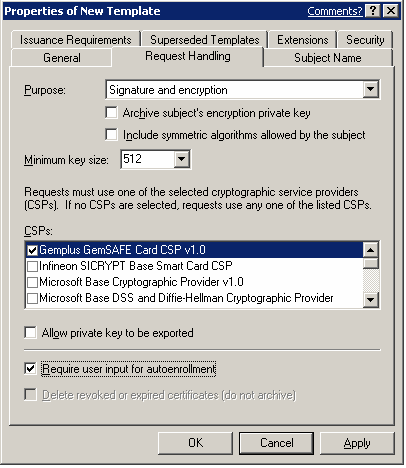 Properties of New Template Comments? ?
Issuance Requirements Superseded Templates Extensions Security
General Request Handling Subject Name
Purpose: Signature and encryption
Archive subject's encryption private key
Include symmetric algorithms allowed by the subject
Minimum key size: 512
Requests must use one of the selected cryptographic service providers
(CSPs). If no CSPs are selected, requests use any one of the listed CSPs.
CSPs:
Gemplus GemSAFE Card CSP v1.0
Infineon SICRYPT Base Smart Card CSP
Microsoft Base Cryptographic Provider v1.0
Microsoft Base DSS and Diffie-Hellman Cryptographic Provider
Allow private key to be exported
Require user input for autoenrollment
Delete revoked or expired certificates (do not archive)
OK Cancel Apply